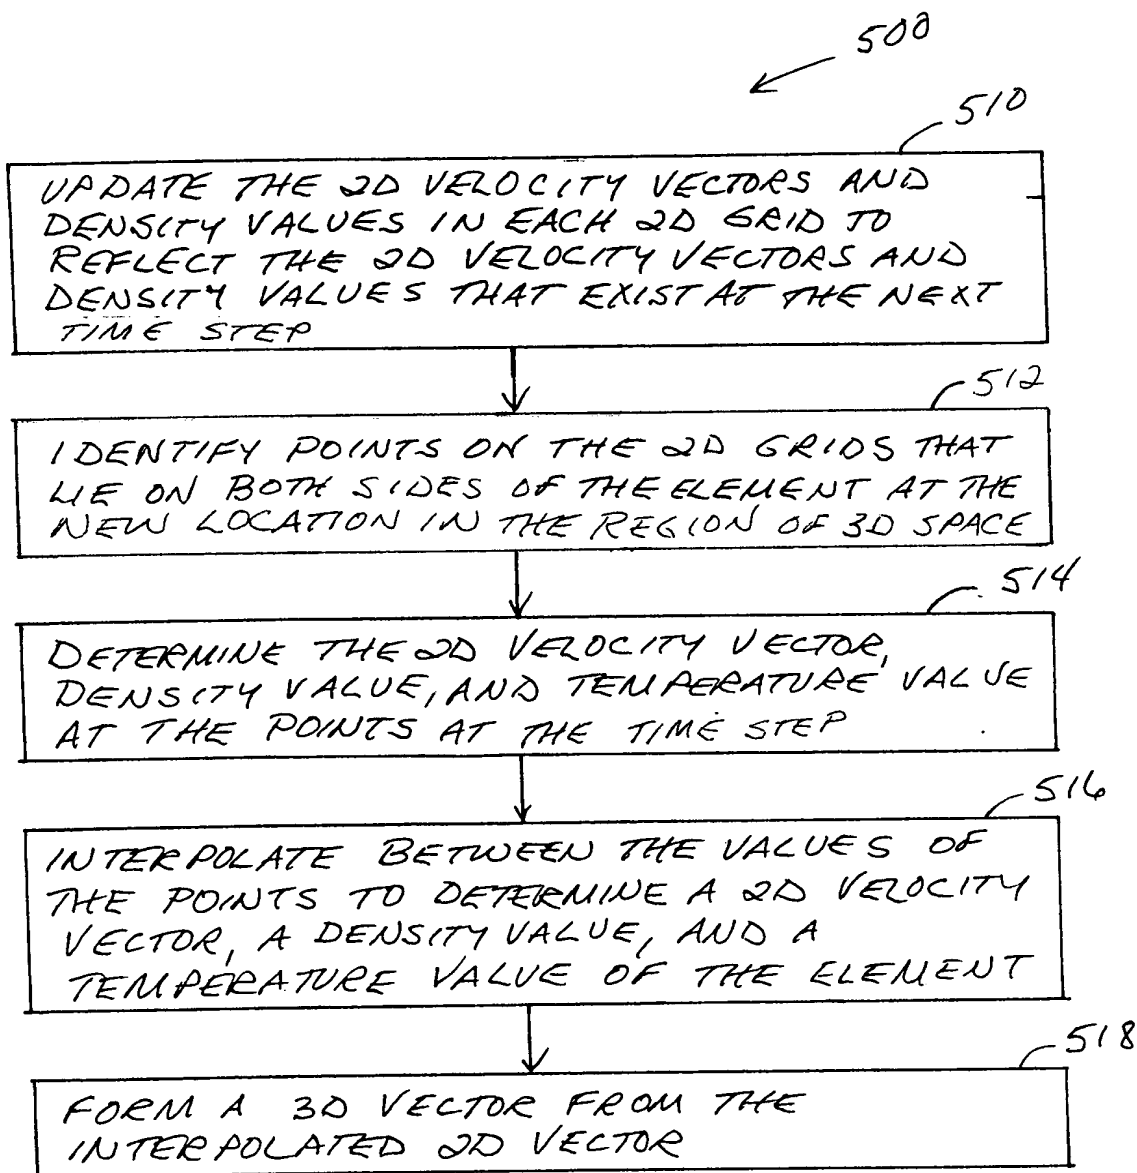 500
510
UPDATE THE 2D VELOCITY VECTORS AND
DENSITY VALUES IN EACH 2D GRID TO
REFLECT THE 2D VELOCITY VECTORS AND
DENSITY VALUES THAT EXIST AT THE NEXT
TIME STEP
512
IDENTIFY POINTS ON THE 2D GRIDS THAT
LIE ON BOTH SIDES OF THE ELEMENT AT THE
NEW LOCATION IN THE REGION OF 3D SPACE
514
DETERMINE THE 2D VELOCITY VECTOR,
DENSITY VALUE, AND TEMPERATURE VALUE
AT THE POINTS AT THE TIME STEP
516
INTERPOLATE BETWEEN THE VALUES OF
THE POINTS TO DETERMINE A 2D VELOCITY
VECTOR, A DENSITY VALUE, AND A
TEMPERATURE VALUE OF THE ELEMENT
518
FORM A 3D VECTOR FROM THE
INTERPOLATED 2D VECTOR